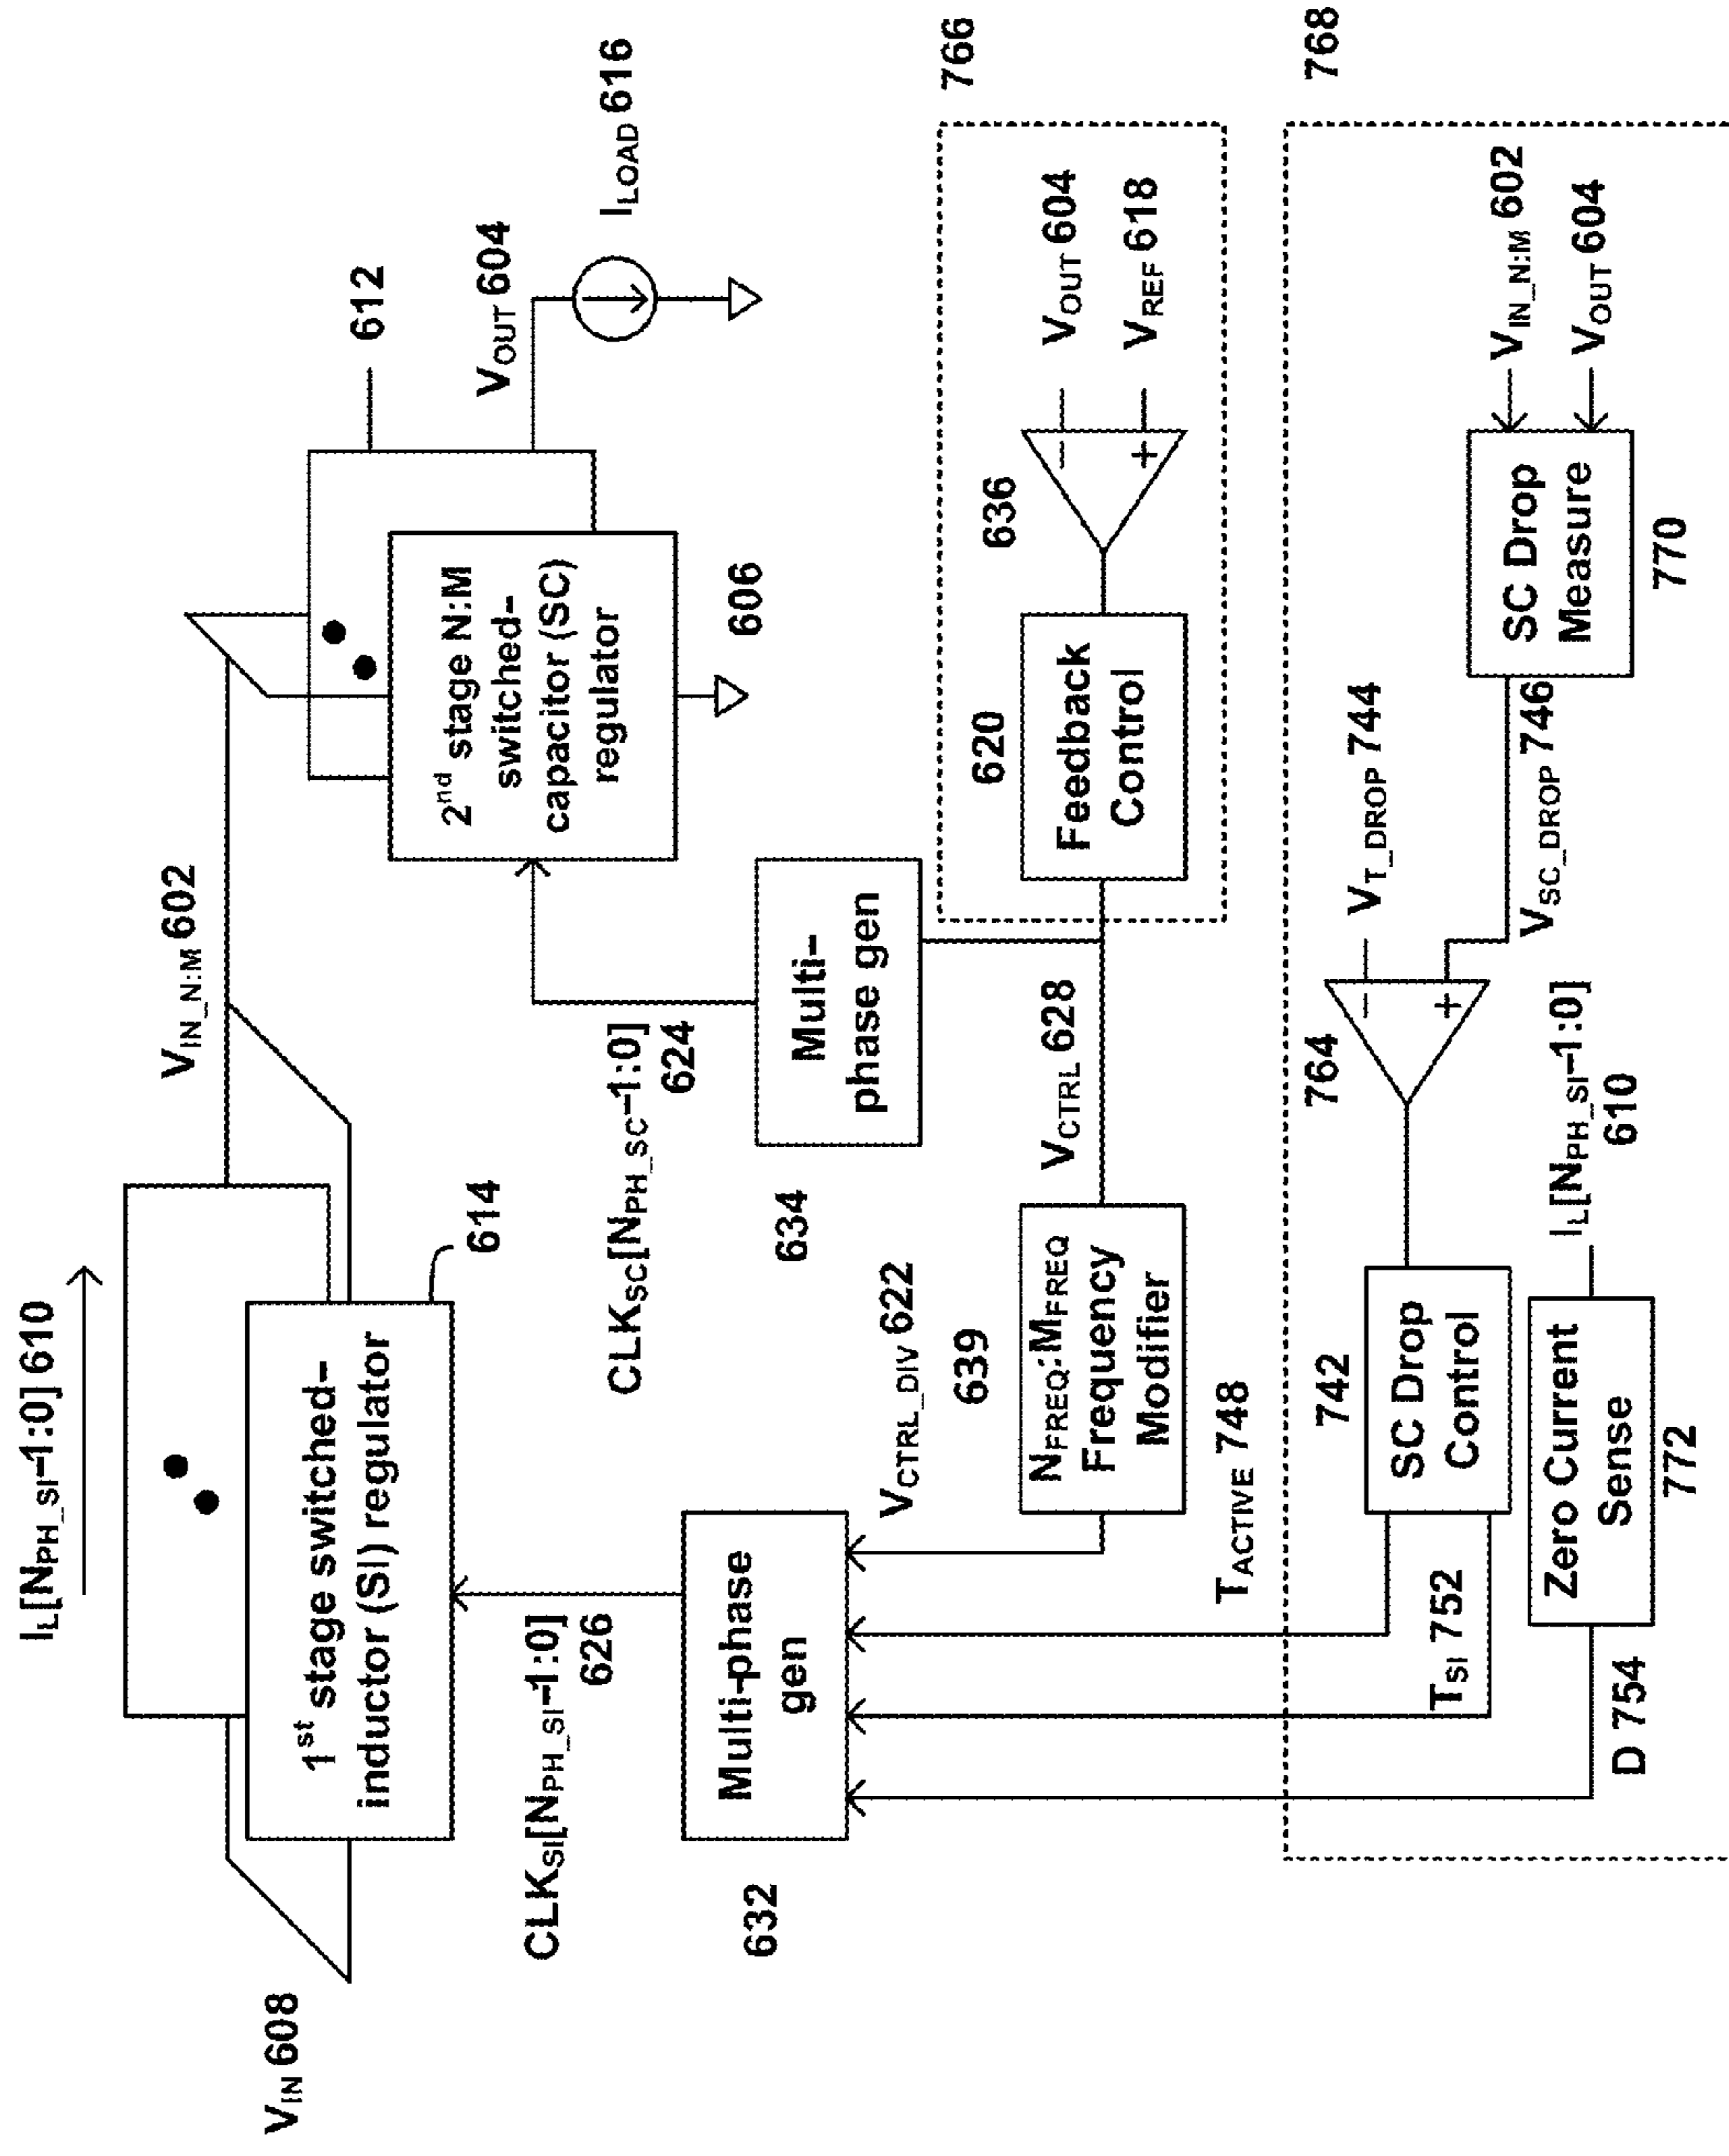 I_L[N_PH_SI-1:0] 610
V_IN 608
1st stage switched-
inductor (SI) regulator
614
V_IN_N:M 602
2nd stage N:M
switched-
capacitor (SC)
regulator
606
612
V_OUT 604
I_LOAD 616
CLK_SI[N_PH_SI-1:0]
626
CLK_SC[N_PH_SC-1:0]
624
632
Multi-phase
gen
634
Multi-
phase gen
V_CTRL_DIV 622
639
N_FREQ:M_FREQ
Frequency
Modifier
V_CTRL 628
620
Feedback
Control
636
−
+
V_OUT 604
V_REF 618
766
T_ACTIVE 748
T_SI 752
D 754
742
SC Drop
Control
Zero Current
Sense
772
I_L[N_PH_SI-1:0]
610
764
−
+
V_T_DROP 744
V_SC_DROP 746
SC Drop
Measure
770
V_IN_N:M 602
V_OUT 604
768